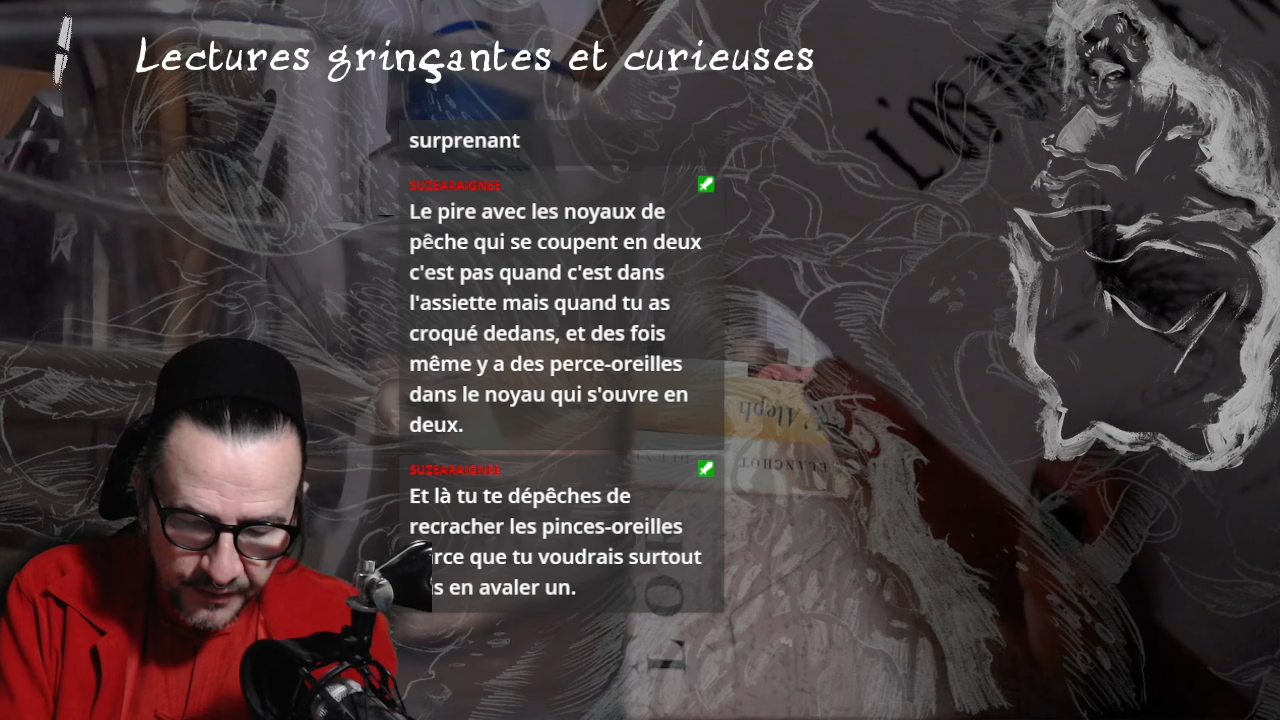 Lectures grinçantes et curieuses
surprenant
SUZEARAIGNEE
Le pire avec les noyaux de
pêche qui se coupent en deux
c'est pas quand c'est dans
l'assiette mais quand tu as
croqué dedans, et des fois
même y a des perce-oreilles
dans le noyau qui s'ouvre en
deux.
SUZEARAIGNEE
Et là tu te dépêches de
recracher les pinces-oreilles
rce que tu voudrais surtout
s en avaler un.
Aleph
BLANCHOT